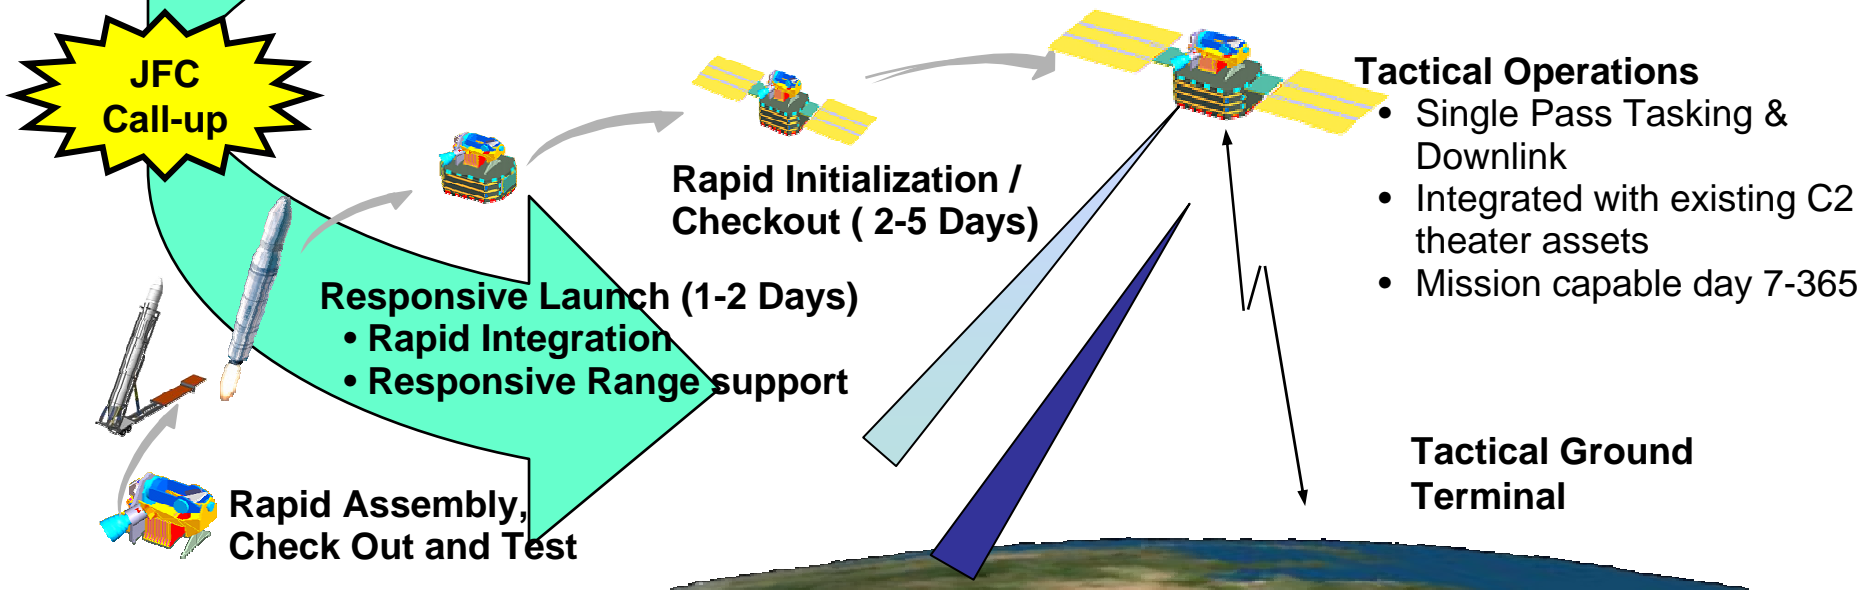 JFC
Call-up
Rapid Assembly,
Check Out and Test
Responsive Launch (1-2 Days)
• Rapid Integration
• Responsive Range support
Rapid Initialization /
Checkout ( 2-5 Days)
Tactical Operations
• Single Pass Tasking &
Downlink
• Integrated with existing C2
theater assets
• Mission capable day 7-365
Tactical Ground
Terminal